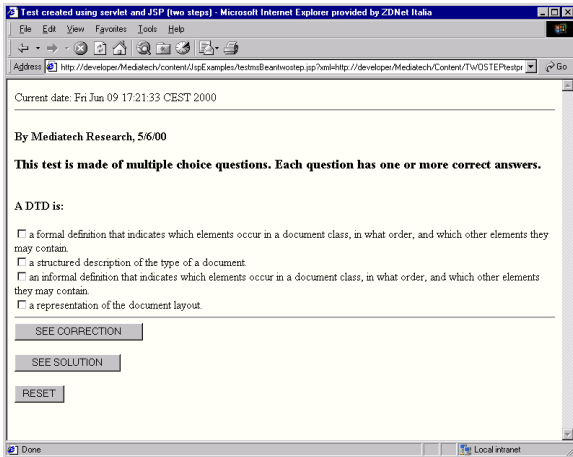 Test created using servlet and JSP (two steps) - Microsoft Internet Explorer provided by ZDNet Italia
File Edit View Favorites Tools Help
Address http://developer/Mediatech/content/JspExamples/testmsBeantwostep.jsp?xml=http://developer/Mediatech/Content/TWOSTEPtestpr Go
Current date: Fri Jun 09 17:21:33 CEST 2000
By Mediatech Research, 5/6/00
This test is made of multiple choice questions. Each question has one or more correct answers.
A DTD is:
a formal definition that indicates which elements occur in a document class, in what order, and which other elements they
may contain.
a structured description of the type of a document.
an informal definition that indicates which elements occur in a document class, in what order, and which other elements
they may contain.
a representation of the document layout.
SEE CORRECTION
SEE SOLUTION
RESET
Done Local intranet